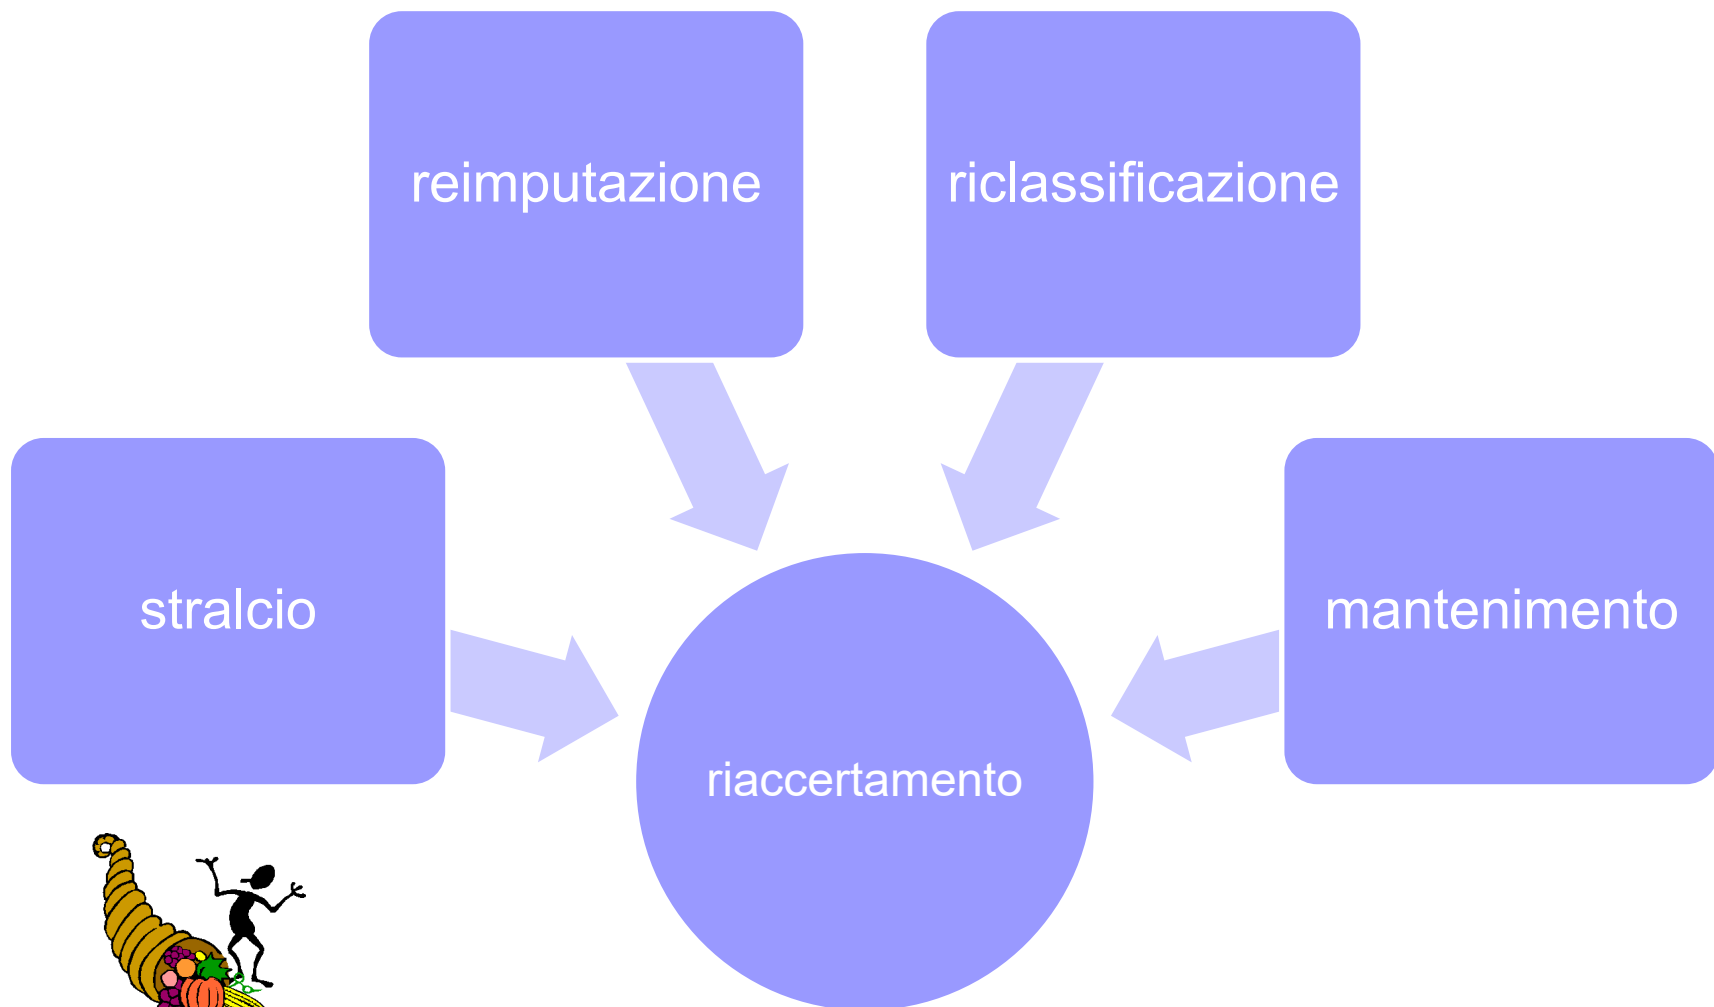 reimputazione
riclassificazione
stralcio
mantenimento
riaccertamento